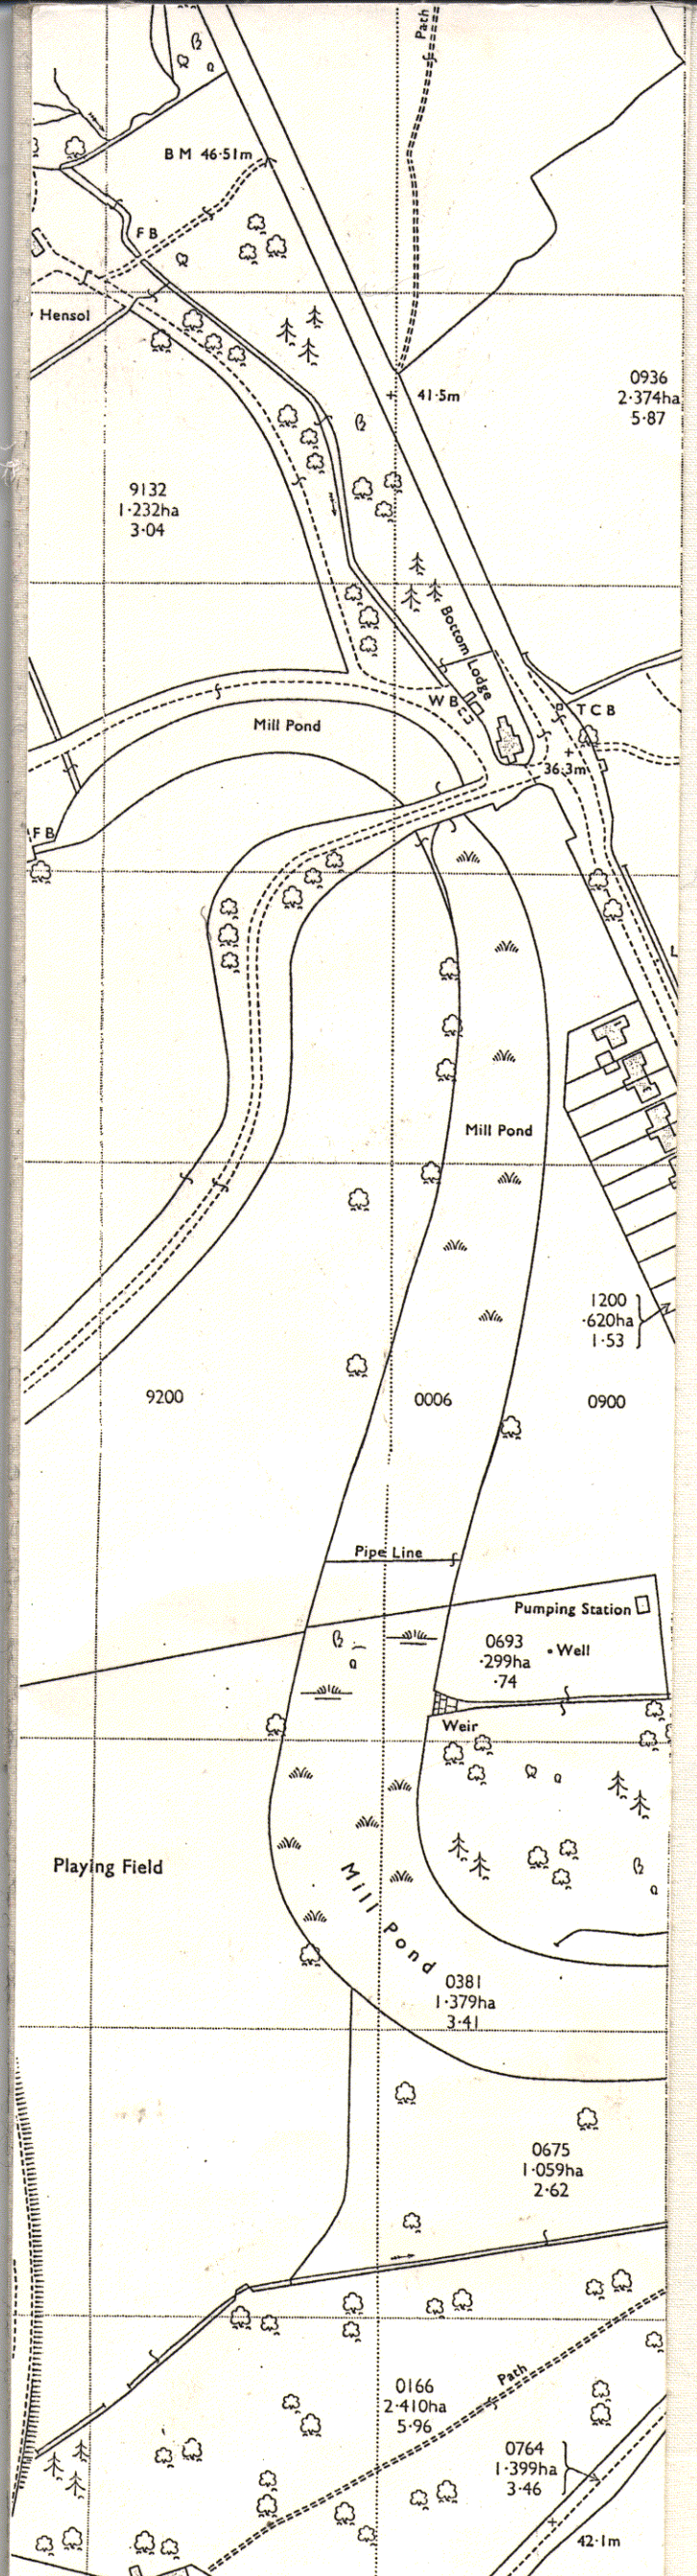 Path
B M 46·51m
F B
Hensol
41·5m
0936
2·374ha
5·87
9132
1·232ha
3·04
Bottom Lodge
W B
T C B
Mill Pond
36·3m
F B
L
Mill Pond
1200
·620ha
1·53
9200
0006
0900
Pipe Line
Pumping Station
0693
·299ha
·74
Well
Weir
Playing Field
Mill Pond
0381
1·379ha
3·41
0675
1·059ha
2·62
Path
0166
2·410ha
5·96
0764
1·399ha
3·46
42·1m